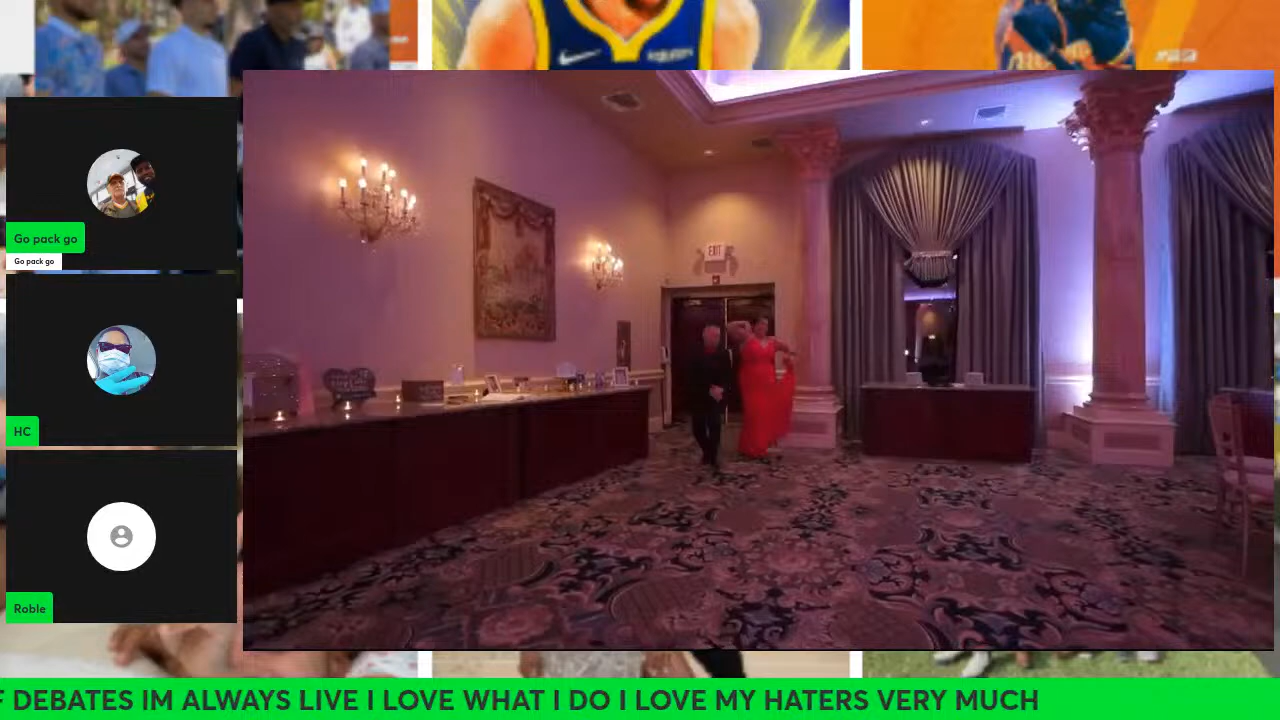 EXIT
Go pack go
Go pack go
HC
Roble
DEBATES IM ALWAYS LIVE I LOVE WHAT I DO I LOVE MY HATERS VERY MUCH